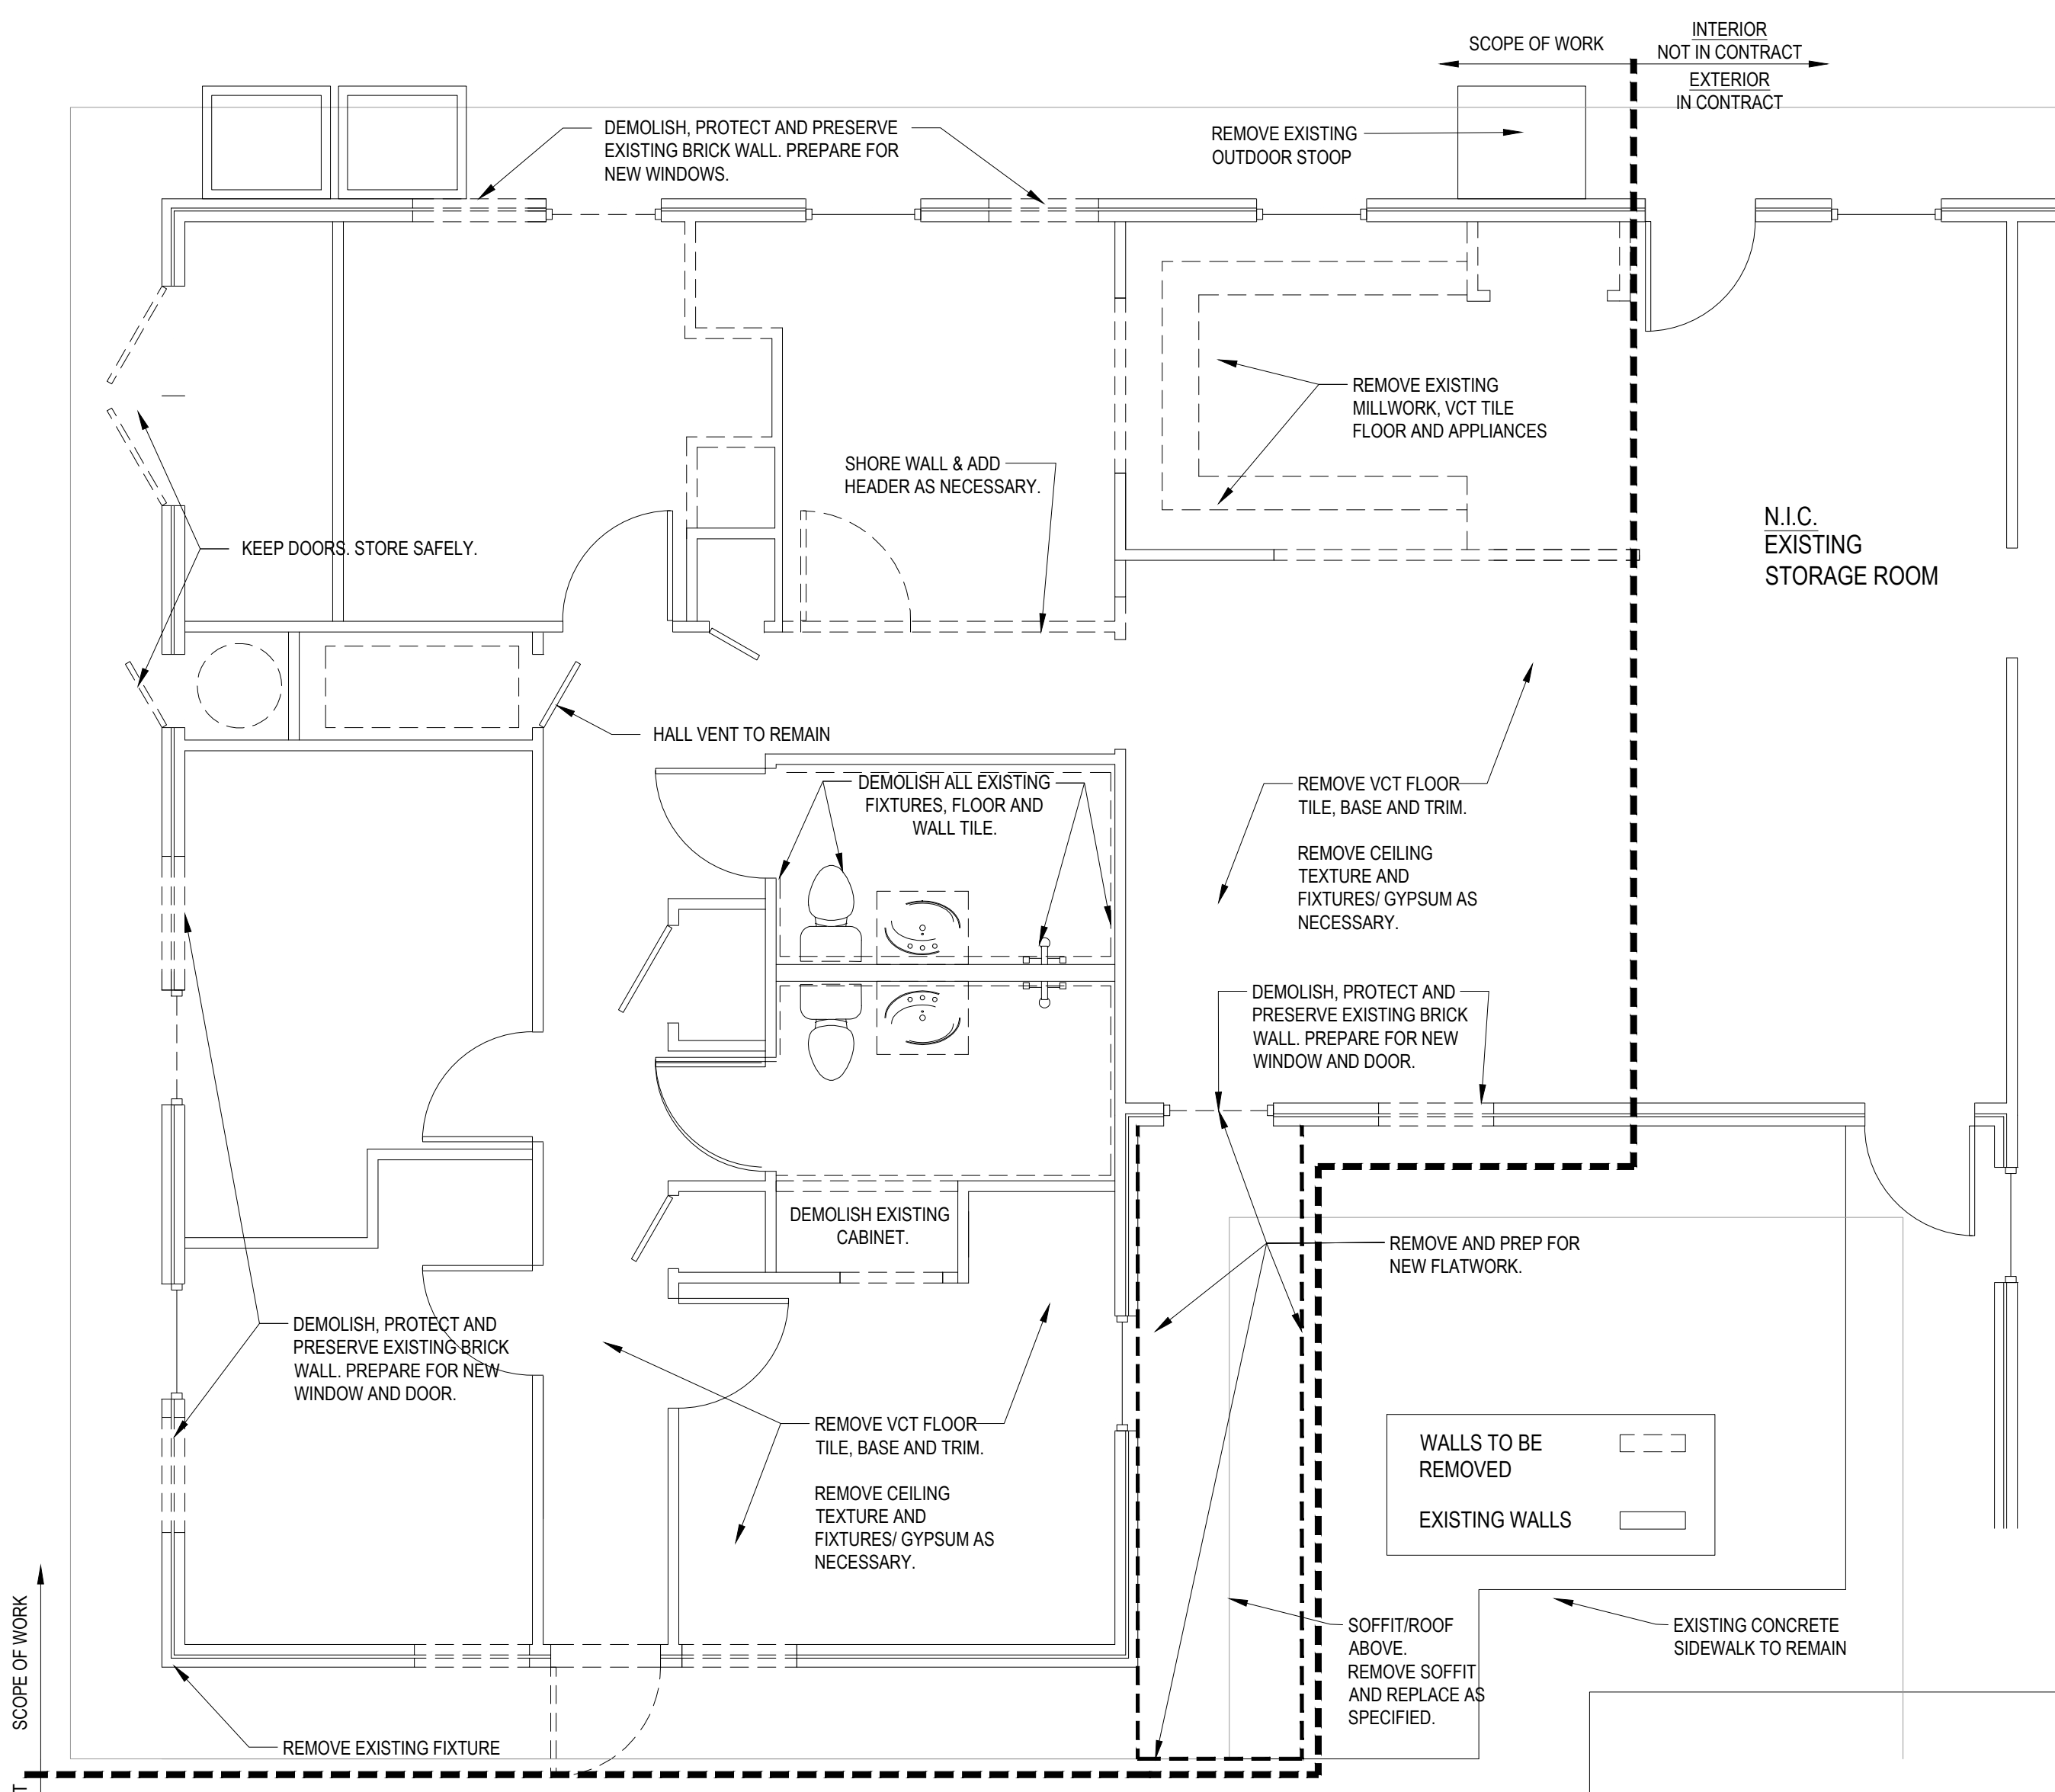 SCOPE OF WORK
INTERIOR
NOT IN CONTRACT
EXTERIOR
IN CONTRACT
DEMOLISH, PROTECT AND PRESERVE
EXISTING BRICK WALL. PREPARE FOR
NEW WINDOWS.
REMOVE EXISTING
OUTDOOR STOOP
REMOVE EXISTING
MILLWORK, VCT TILE
FLOOR AND APPLIANCES
SHORE WALL & ADD
HEADER AS NECESSARY.
N.I.C.
EXISTING
STORAGE ROOM
KEEP DOORS. STORE SAFELY.
HALL VENT TO REMAIN
DEMOLISH ALL EXISTING
FIXTURES, FLOOR AND
WALL TILE.
REMOVE VCT FLOOR
TILE, BASE AND TRIM.
REMOVE CEILING
TEXTURE AND
FIXTURES/ GYPSUM AS
NECESSARY.
DEMOLISH, PROTECT AND
PRESERVE EXISTING BRICK
WALL. PREPARE FOR NEW
WINDOW AND DOOR.
DEMOLISH EXISTING
CABINET.
REMOVE AND PREP FOR
NEW FLATWORK.
DEMOLISH, PROTECT AND
PRESERVE EXISTING BRICK
WALL. PREPARE FOR NEW
WINDOW AND DOOR.
REMOVE VCT FLOOR
TILE, BASE AND TRIM.
REMOVE CEILING
TEXTURE AND
FIXTURES/ GYPSUM AS
NECESSARY.
WALLS TO BE
REMOVED
EXISTING WALLS
SOFFIT/ROOF
ABOVE.
REMOVE SOFFIT
AND REPLACE AS
SPECIFIED.
EXISTING CONCRETE
SIDEWALK TO REMAIN
SCOPE OF WORK
REMOVE EXISTING FIXTURE